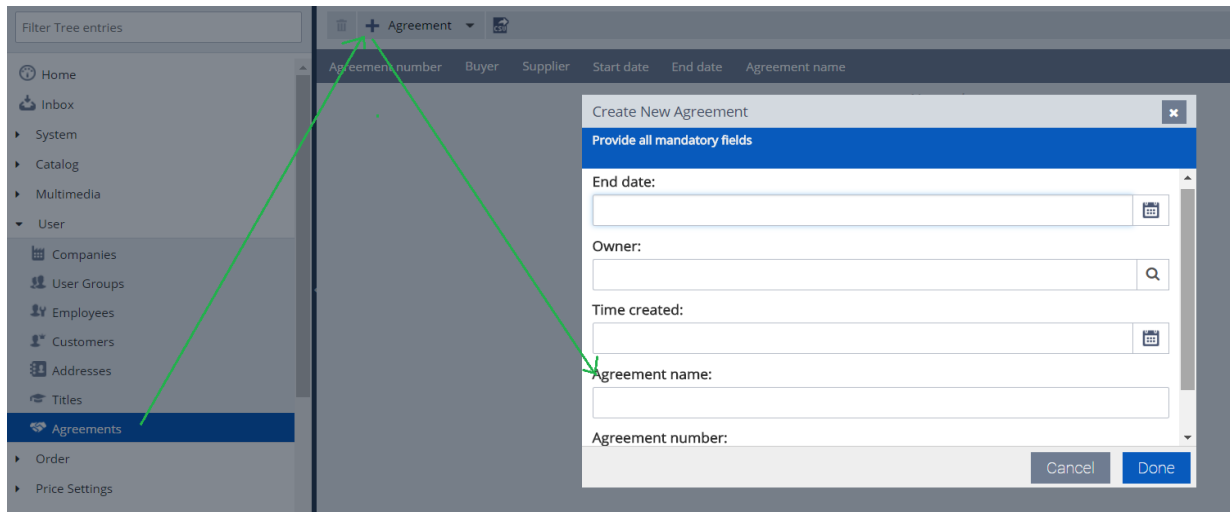 Filter Tree entries
Home
Inbox
System
Catalog
Multimedia
User
Companies
User Groups
Employees
Customers
Addresses
Titles
Agreements
Order
Price Settings
Agreement
Agreement number Buyer Supplier Start date End date Agreement name
Create New Agreement
Provide all mandatory fields
End date:
Owner:
Time created:
Agreement name:
Agreement number:
Cancel Done